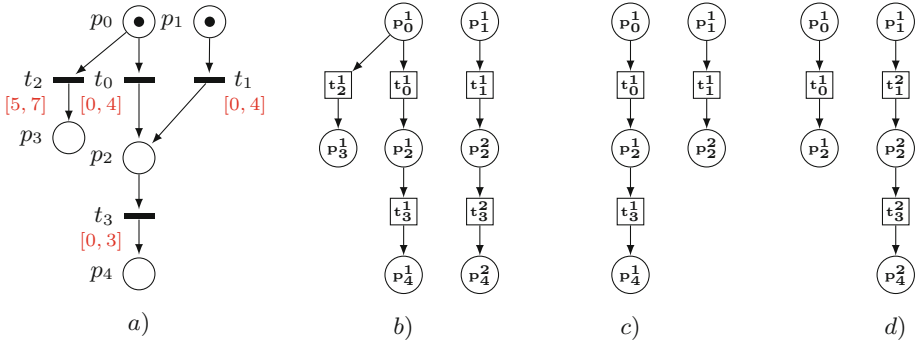 p₀ p₁ p₀¹ p₁¹ p₀¹ p₁¹ p₀¹ p₁¹
t₂ t₀ t₁ t₂¹ t₀¹ t₁¹ t₀¹ t₁¹ t₀¹ t₁²
[5, 7] [0, 4] [0, 4]
p₃ p₂ p₃¹ p₂¹ p₂² p₂¹ p₂² p₂¹ p₂²
t₃ t₃¹ t₃² t₃¹ t₃²
[0, 3]
p₄ p₄¹ p₄² p₄¹ p₄²
a) b) c) d)